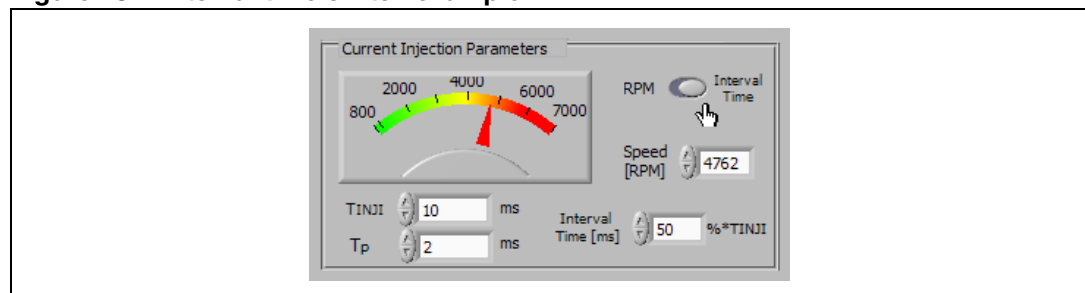 Current Injection Parameters
800 2000 4000 6000 7000
RPM Interval Time
Speed [RPM] 4762
TINJI 10 ms
Tp 2 ms
Interval Time [ms] 50 %*TINJI